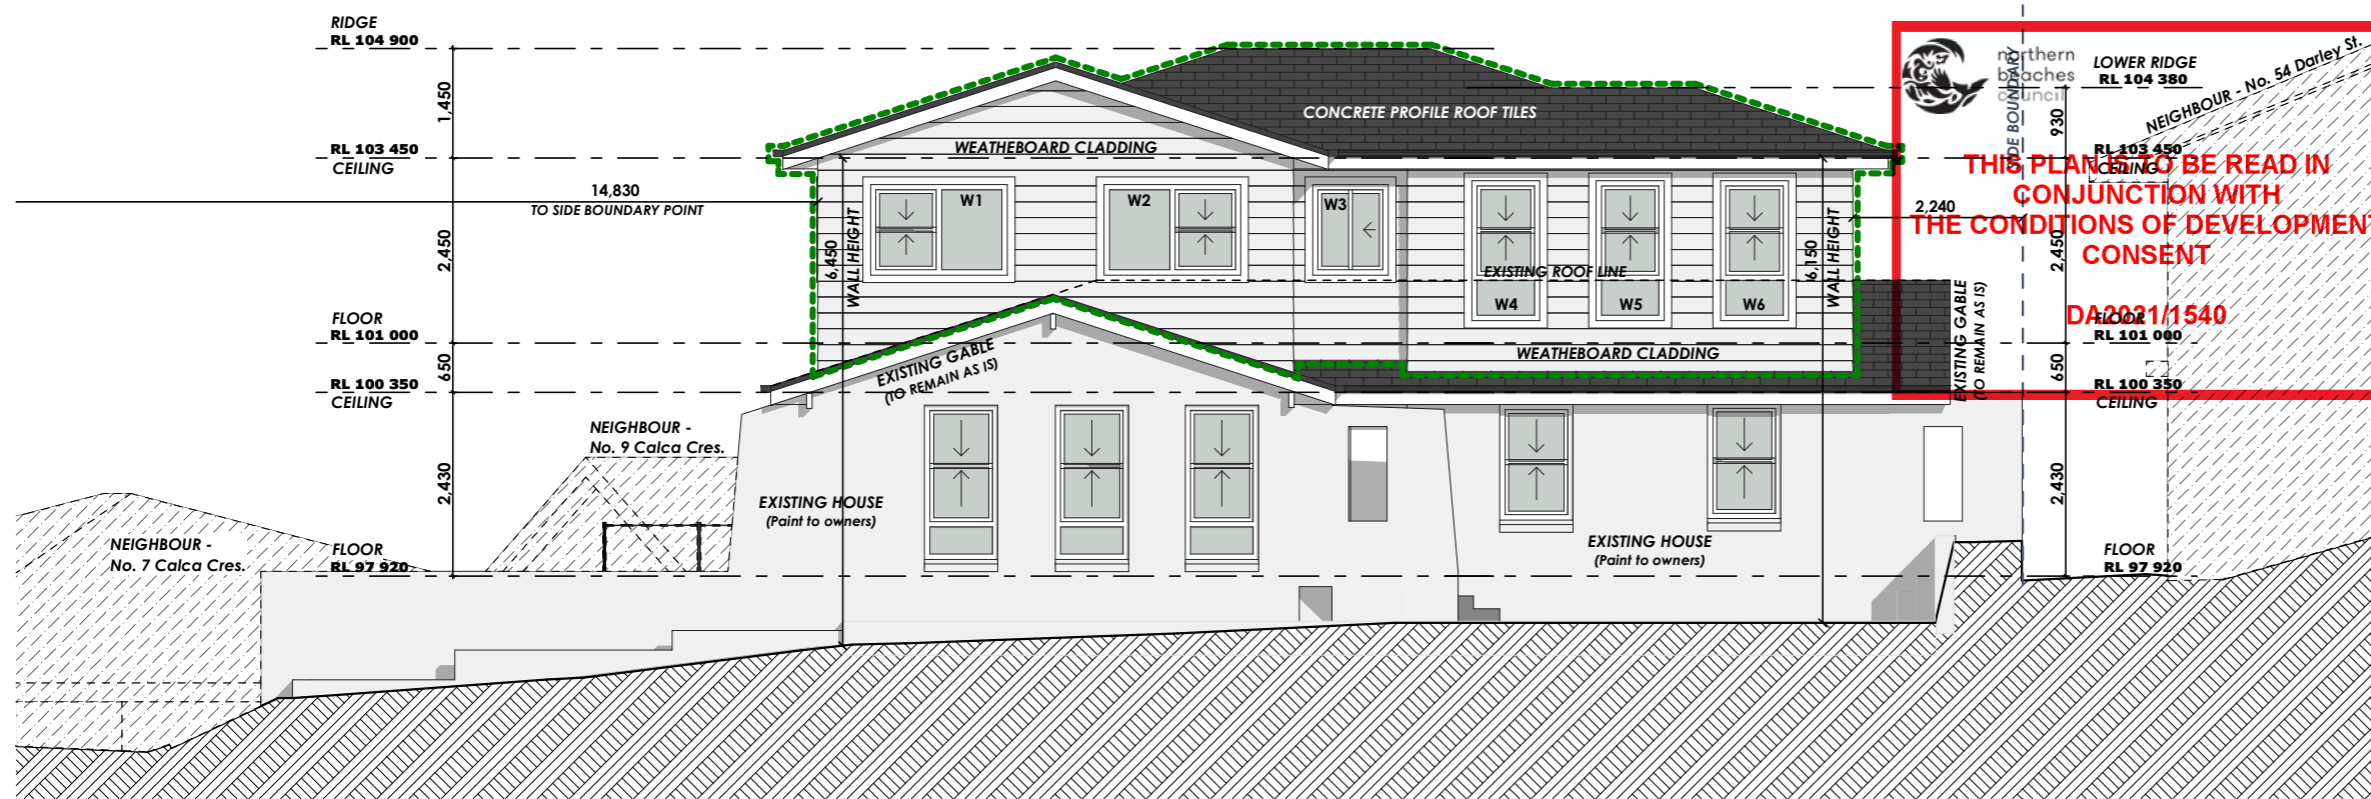 RIDGE
RL 104 900
1,450
RL 103 450
CEILING
14,830
TO SIDE BOUNDARY POINT
2,450
FLOOR
RL 101 000
650
RL 100 350
CEILING
2,430
NEIGHBOUR -
No. 9 Calca Cres.
NEIGHBOUR -
No. 7 Calca Cres.
FLOOR
RL 97 920
WEATHEBOARD CLADDING
CONCRETE PROFILE ROOF TILES
W1
W2
W3
6,450
WALL HEIGHT
EXISTING ROOF LINE
W4
W5
W6
6,150
WALL HEIGHT
WEATHEBOARD CLADDING
EXISTING GABLE
(TO REMAIN AS IS)
EXISTING HOUSE
(Paint to owners)
EXISTING HOUSE
(Paint to owners)
EXISTING GABLE
(TO REMAIN AS IS)
2,240
SIDE BOUNDARY
northern
beaches
council
LOWER RIDGE
RL 104 380
NEIGHBOUR - No. 54 Darley St.
930
RL 103 450
CEILING
THIS PLAN IS TO BE READ IN
CONJUNCTION WITH
THE CONDITIONS OF DEVELOPMENT
CONSENT
DA2021/1540
2,450
FLOOR
RL 101 000
650
RL 100 350
CEILING
2,430
FLOOR
RL 97 920